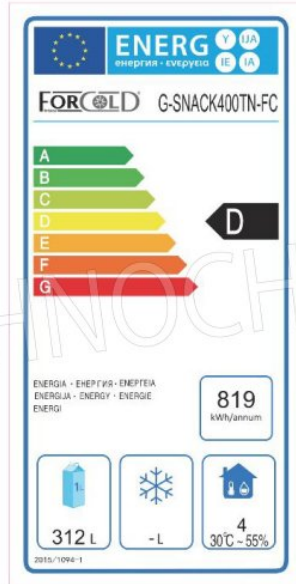 ENERG Y IJA
енергия · ενεργεια IE IA
FORCOLD G-SNACK400TN-FC
A
B
C
D
D
E
F
G
HNOCH
ENERGIA · ЕНЕРГИЯ · ΕΝΕΡΓΕΙΑ
ENERGIJA · ENERGY · ENERGIE
ENERGI
819
kWh/annum
1L
312 L
- L
4
30℃ ~ 55%
2015/1094-1